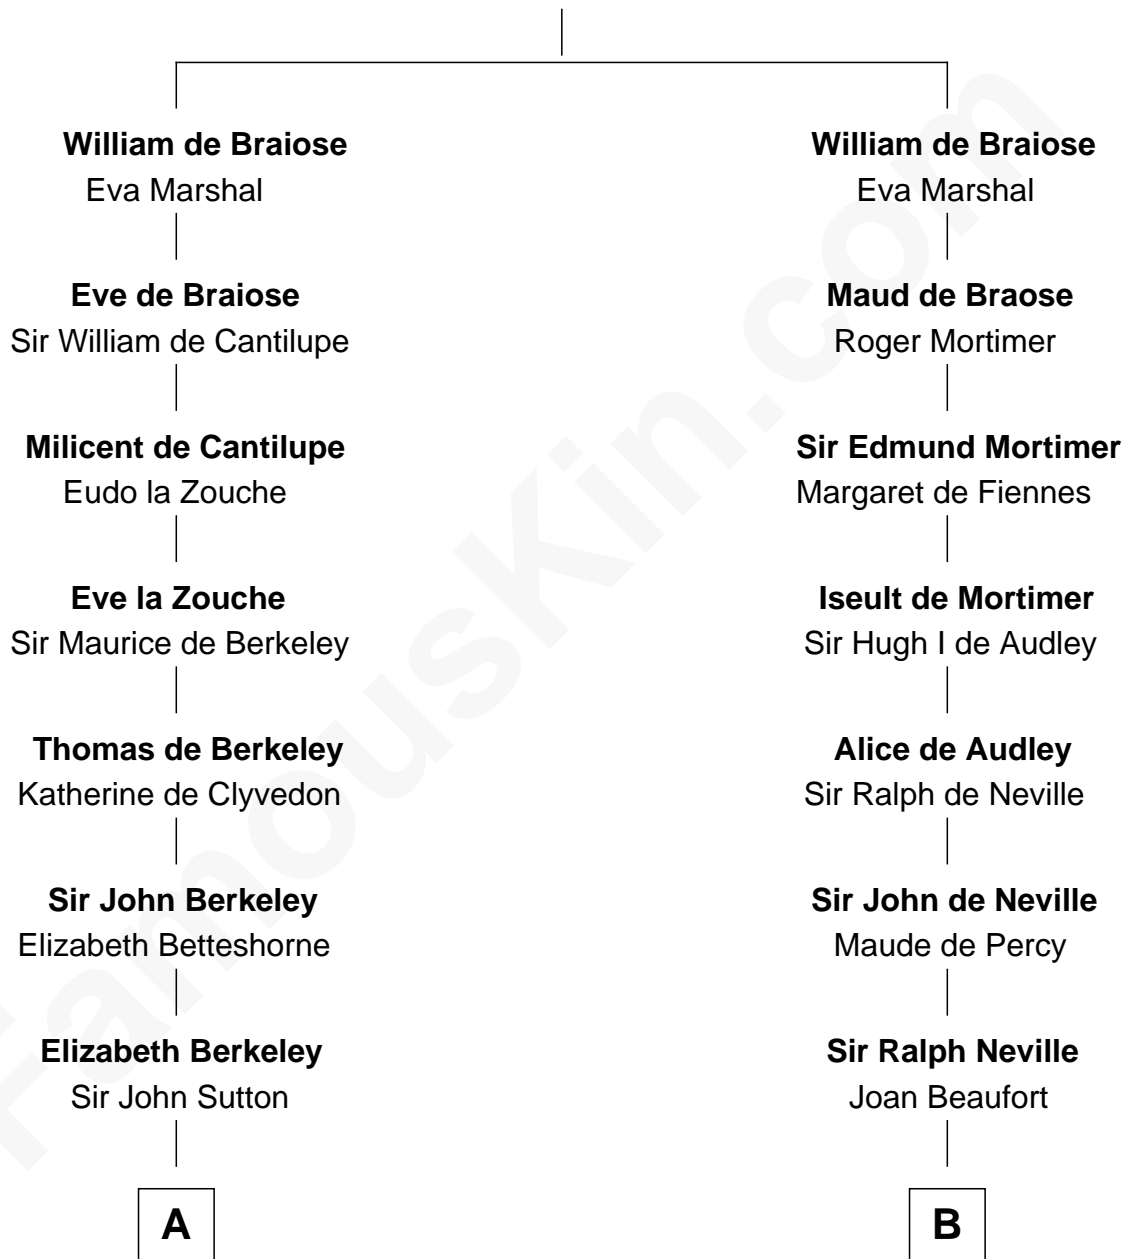 William de Braiose
Eva Marshal
Eve de Braiose
Sir William de Cantilupe
Milicent de Cantilupe
Eudo la Zouche
Eve la Zouche
Sir Maurice de Berkeley
Thomas de Berkeley
Katherine de Clyvedon
Sir John Berkeley
Elizabeth Betteshorne
Elizabeth Berkeley
Sir John Sutton
A
William de Braiose
Eva Marshal
Maud de Braose
Roger Mortimer
Sir Edmund Mortimer
Margaret de Fiennes
Iseult de Mortimer
Sir Hugh I de Audley
Alice de Audley
Sir Ralph de Neville
Sir John de Neville
Maude de Percy
Sir Ralph Neville
Joan Beaufort
B
FamousKin.com